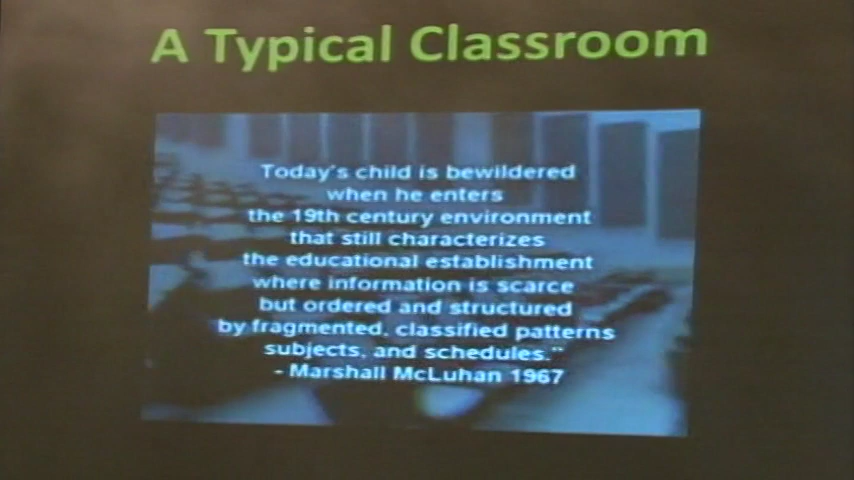 A Typical Classroom
Today's child is bewildered
when he enters
the 19th century environment
that still characterizes
the educational establishment
where information is scarce
but ordered and structured
by fragmented, classified patterns
subjects, and schedules."
- Marshall McLuhan 1967